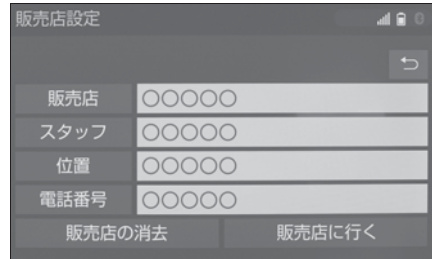 販売店設定
販売店 ○○○○○
スタッフ ○○○○○
位置 ○○○○○
電話番号 ○○○○○
販売店の消去 販売店に行く